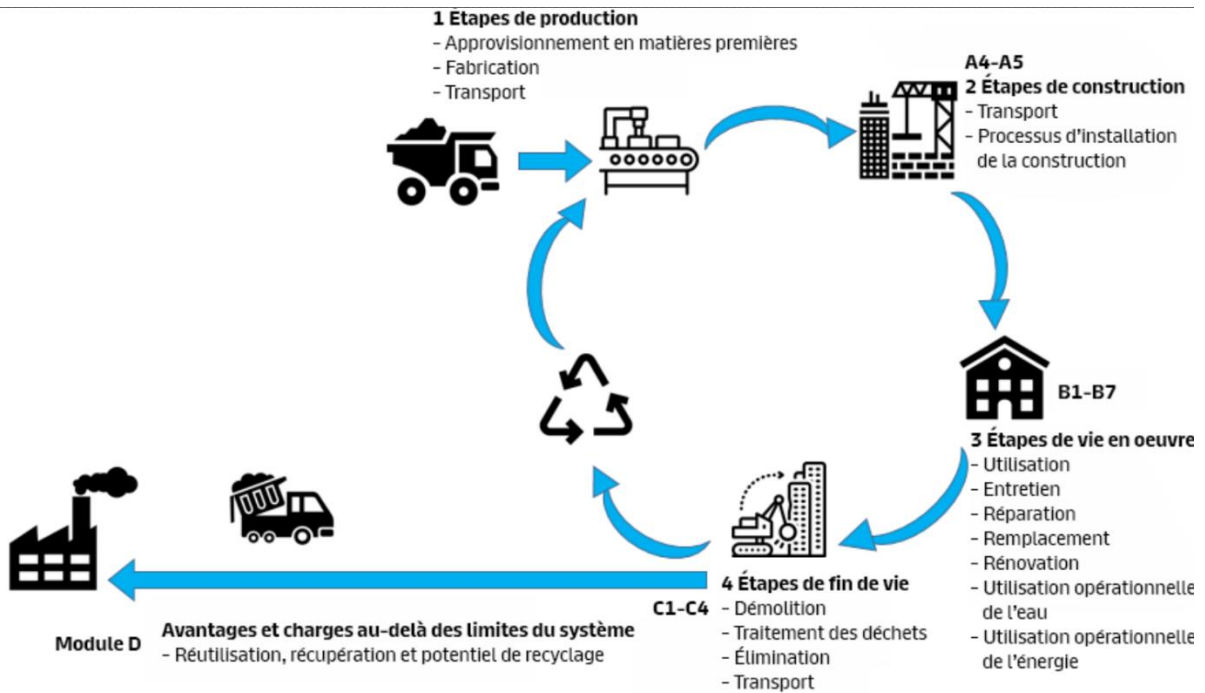 1 Étapes de production
- Approvisionnement en matières premières
- Fabrication
- Transport
A4-A5
2 Étapes de construction
- Transport
- Processus d'installation
de la construction
B1-B7
3 Étapes de vie en oeuvre
- Utilisation
- Entretien
- Réparation
- Remplacement
- Rénovation
- Utilisation opérationnelle
de l'eau
- Utilisation opérationnelle
de l'énergie
4 Étapes de fin de vie
C1-C4
- Démolition
- Traitement des déchets
- Élimination
- Transport
Module D
Avantages et charges au-delà des limites du système
- Réutilisation, récupération et potentiel de recyclage